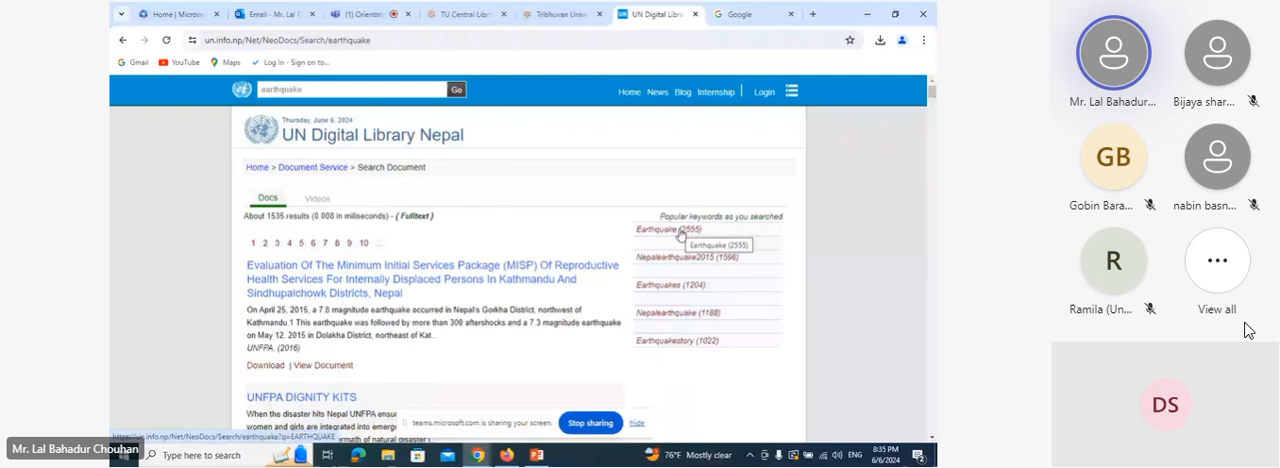 Home | Microso
Email - Mr. Lal B
(1) Orientat
TU Central Libra
Tribhuvan Unive
UN Digital Libra
Google
un.info.np/Net/NeoDocs/Search/earthquake
Gmail
YouTube
Maps
Log In - Sign on to...
earthquake
Go
Home News Blog Internship | Login
Thursday, June 6, 2024
UN Digital Library Nepal
Home > Document Service > Search Document
Docs
Videos
About 1535 results (0.008 in miliseconds) - ( Fulltext )
1 2 3 4 5 6 7 8 9 10 ...
Evaluation Of The Minimum Initial Services Package (MISP) Of Reproductive
Health Services For Internally Displaced Persons In Kathmandu And
Sindhupalchowk Districts, Nepal
On April 25, 2015, a 7.8 magnitude earthquake occurred in Nepal's Gorkha District, northwest of
Kathmandu.1 This earthquake was followed by more than 300 aftershocks and a 7.3 magnitude earthquake
on May 12, 2015 in Dolakha District, northeast of Kat...
UNFPA, (2016)
Download | View Document
UNFPA DIGNITY KITS
When the disaster hits Nepal UNFPA ensu
women and girls are integrated into emerg
ermath of natural disaster
Popular keywords as you searched
Earthquake (2555)
Earthquake (2555)
Nepalearthquake2015 (1596)
Earthquakes (1204)
Nepalearthquake (1188)
Earthquakestory (1022)
teams.microsoft.com is sharing your screen.
Stop sharing
Hide
https://un.info.np/Net/NeoDocs/Search/earthquake?q=EARTHQUAKE
Mr. Lal Bahadur Chouhan
Type here to search
76°F Mostly clear
ENG
8:35 PM
6/6/2024
2
Mr. Lal Bahadur...
Bijaya shar...
GB
Gobin Bara...
nabin basn...
R
Ramila (Un...
View all
DS